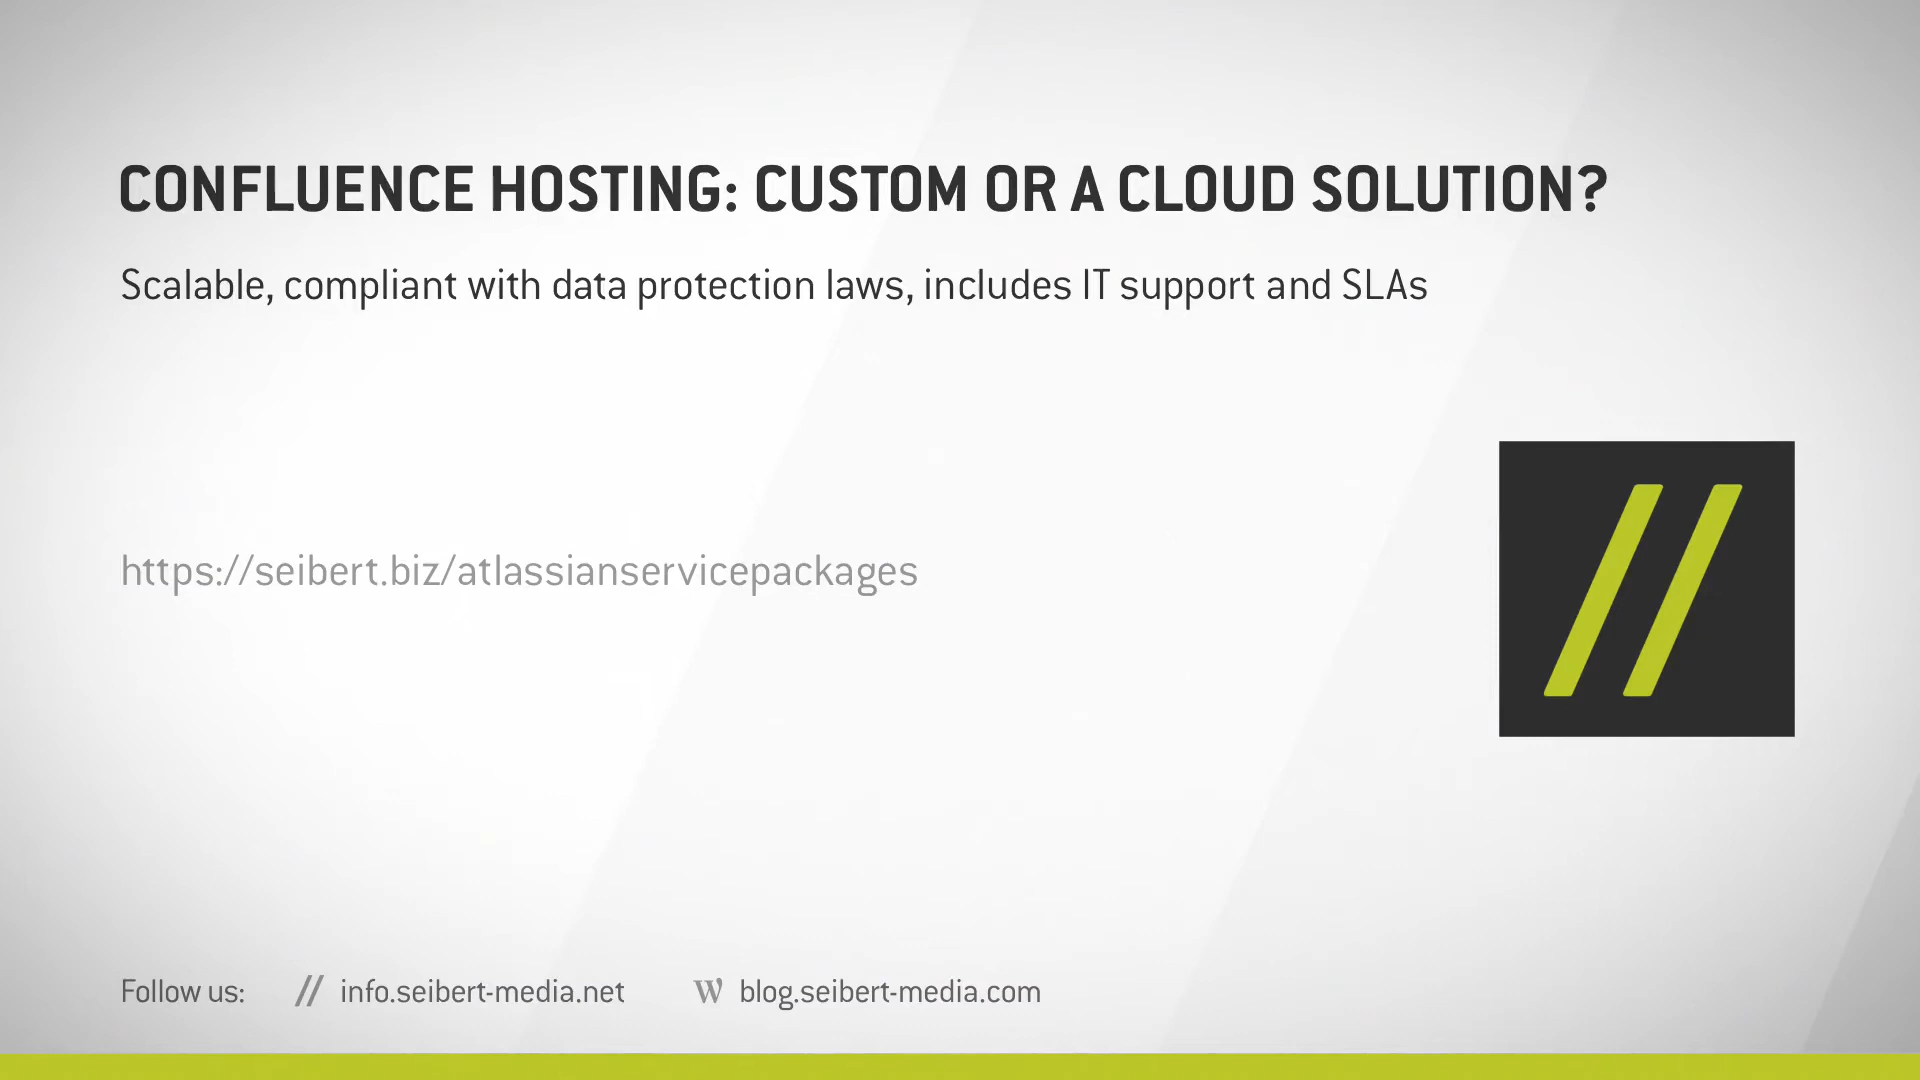 CONFLUENCE HOSTING: CUSTOM OR A CLOUD SOLUTION?
Scalable, compliant with data protection laws, includes IT support and SLAs
https://seibert.biz/atlassianservicepackages
Follow us: // info.seibert-media.net W blog.seibert-media.com